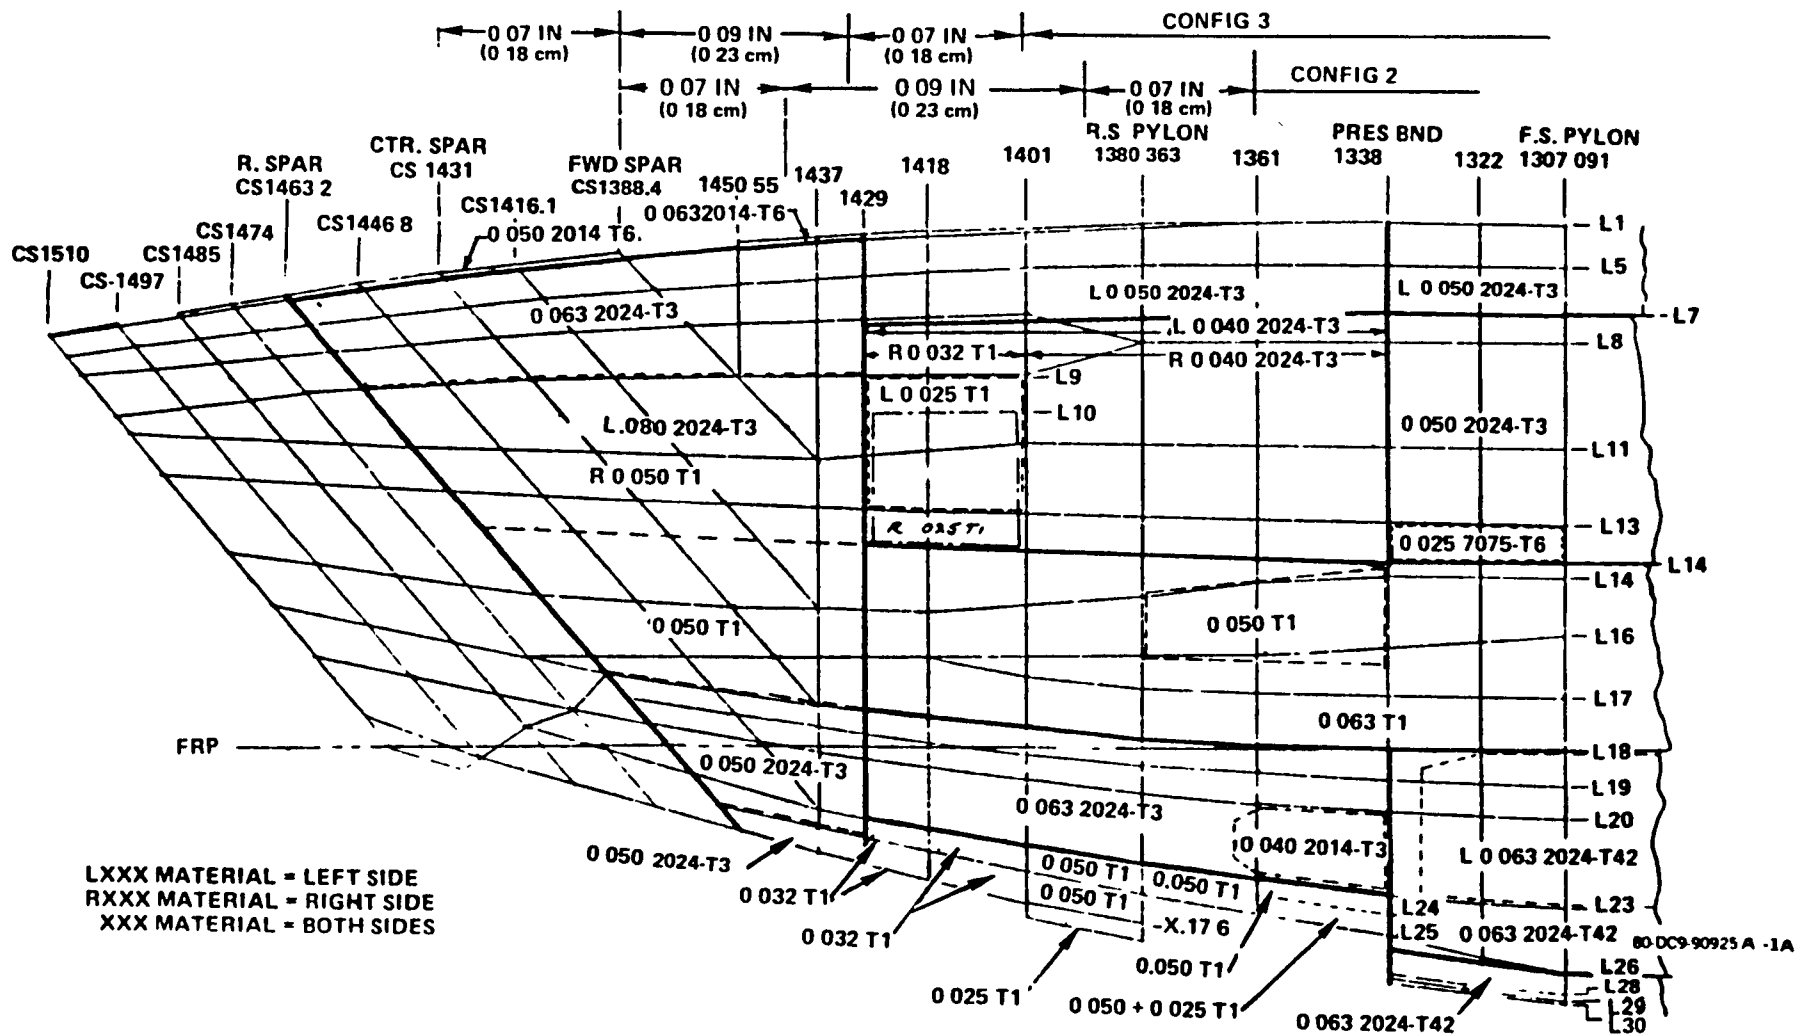 CONFIG 3
0 07 IN
(0 18 cm)
0 09 IN
(0 23 cm)
0 07 IN
(0 18 cm)
CONFIG 2
0 07 IN
(0 18 cm)
0 09 IN
(0 23 cm)
0 07 IN
(0 18 cm)
R.S PYLON
1380 363
PRES BND
1338
F.S. PYLON
1307 091
1322
1361
1401
1418
1429
1437
1450 55
FWD SPAR
CS1388.4
CTR. SPAR
CS 1431
R. SPAR
CS1463 2
CS1416.1
CS1446 8
CS1474
CS1485
CS-1497
CS1510
0 0632014-T6
0 050 2014 T6.
L1
L5
L 0 050 2024-T3
L 0 050 2024-T3
0 063 2024-T3
L7
L 0 040 2024-T3
L8
R 0 032 T1
R 0 040 2024-T3
L9
L 0 025 T1
L10
L.080 2024-T3
0 050 2024-T3
L11
R 0 050 T1
L13
R 025 T1
0 025 7075-T6
L14
L14
0 050 T1
0 050 T1
L16
L17
0 063 T1
FRP
L18
0 050 2024-T3
L19
0 063 2024-T3
L20
0 040 2014-T3
L 0 063 2024-T42
0 050 2024-T3
0 050 T1
0.050 T1
LXXX MATERIAL = LEFT SIDE
RXXX MATERIAL = RIGHT SIDE
XXX MATERIAL = BOTH SIDES
0 032 T1
0 050 T1
L24
L23
-X.17 6
L25
0 063 2024-T42
80-DC9-90925 A -1A
0 032 T1
0.050 T1
L26
0 025 T1
0 050 + 0 025 T1
L28
L29
L30
0 063 2024-T42